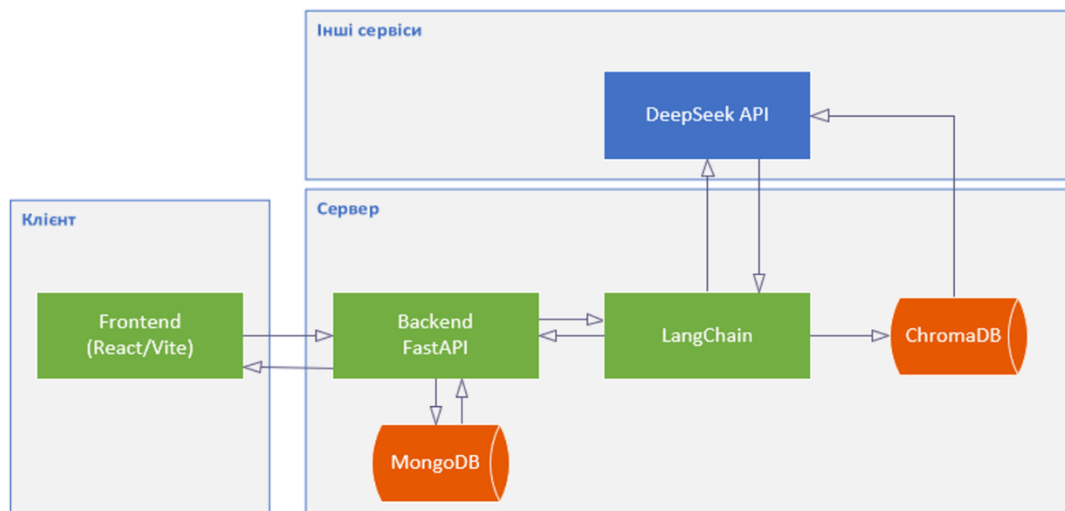 Інші сервіси
DeepSeek API
Клієнт
Сервер
Frontend
(React/Vite)
Backend
FastAPI
LangChain
ChromaDB
MongoDB